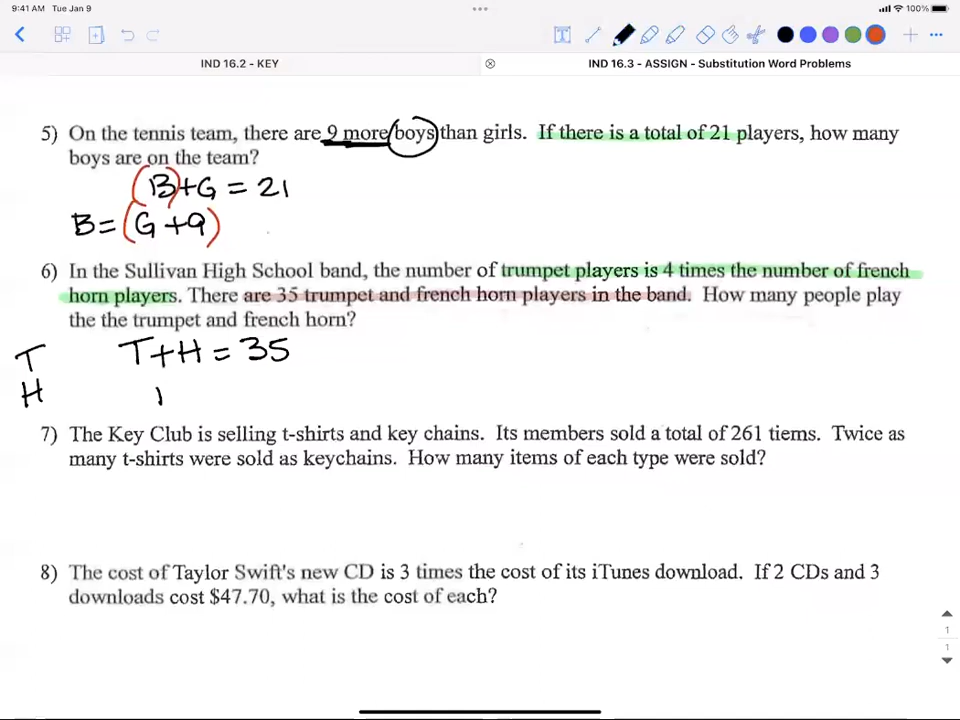 9:41 AM Tue Jan 9
100%
IND 16.2 - KEY
IND 16.3 - ASSIGN - Substitution Word Problems
5) On the tennis team, there are 9 more boys than girls. If there is a total of 21 players, how many
boys are on the team?
B+G = 21
B = (G+9)
6) In the Sullivan High School band, the number of trumpet players is 4 times the number of french
horn players. There are 35 trumpet and french horn players in the band. How many people play
the the trumpet and french horn?
T
T+H = 35
H
7) The Key Club is selling t-shirts and key chains. Its members sold a total of 261 tiems. Twice as
many t-shirts were sold as keychains. How many items of each type were sold?
8) The cost of Taylor Swift's new CD is 3 times the cost of its iTunes download. If 2 CDs and 3
downloads cost $47.70, what is the cost of each?
1
1